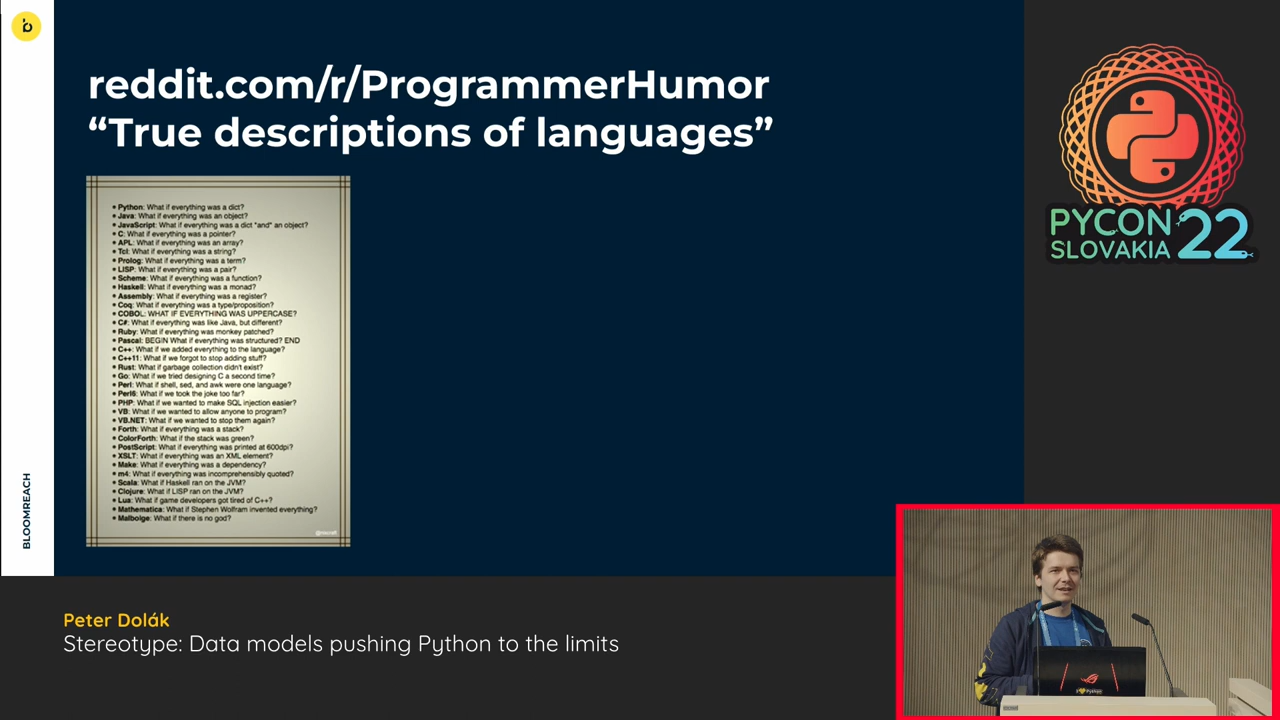 reddit.com/r/ProgrammerHumor
“True descriptions of languages”
• Python: What if everything was a dict?
• Java: What if everything was an object?
• JavaScript: What if everything was a dict *and* an object?
• C: What if everything was a pointer?
• APL: What if everything was an array?
• Tcl: What if everything was a string?
• Prolog: What if everything was a term?
• LISP: What if everything was a pair?
• Scheme: What if everything was a function?
• Haskell: What if everything was a monad?
• Assembly: What if everything was a register?
• Coq: What if everything was a type/proposition?
• COBOL: WHAT IF EVERYTHING WAS UPPERCASE?
• C#: What if everything was like Java, but different?
• Ruby: What if everything was monkey patched?
• Pascal: BEGIN What if everything was structured? END
• C++: What if we added everything to the language?
• C++11: What if we forgot to stop adding stuff?
• Rust: What if garbage collection didn't exist?
• Go: What if we tried designing C a second time?
• Perl: What if shell, sed, and awk were one language?
• Perl6: What if we took the joke too far?
• PHP: What if we wanted to make SQL injection easier?
• VB: What if we wanted to allow anyone to program?
• VB.NET: What if we wanted to stop them again?
• Forth: What if everything was a stack?
• ColorForth: What if the stack was green?
• PostScript: What if everything was printed at 600dpi?
• XSLT: What if everything was an XML element?
• Make: What if everything was a dependency?
• m4: What if everything was incomprehensibly quoted?
• Scala: What if Haskell ran on the JVM?
• Clojure: What if LISP ran on the JVM?
• Lua: What if game developers got tired of C++?
• Mathematica: What if Stephen Wolfram invented everything?
• Malbolge: What if there is no god?
BLOOMREACH
PYCON
SLOVAKIA 22
Peter Dolák
Stereotype: Data models pushing Python to the limits